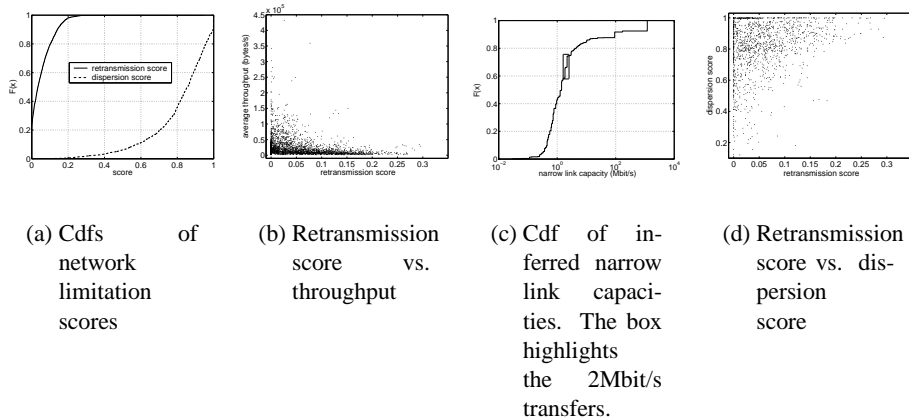 1
0.8
0.6
0.4
0.2
0
F(x)
retransmission score
dispersion score
0 0.2 0.4 0.6 0.8 1
score
x 10^5
4.5
4
3.5
3
2.5
2
1.5
1
0.5
0
average throughput (bytes/s)
0 0.05 0.1 0.15 0.2 0.25 0.3
retransmission score
1
0.8
0.6
0.4
0.2
0
F(x)
10^−2 10^0 10^2 10^4
narrow link capacity (Mbit/s)
1
0.8
0.6
0.4
0.2
dispersion score
0 0.05 0.1 0.15 0.2 0.25 0.3
retransmission score
(a) Cdfs of
network
limitation
scores
(b) Retransmission
score vs.
throughput
(c) Cdf of in-
ferred narrow
link capaci-
ties. The box
highlights
the 2Mbit/s
transfers.
(d) Retransmission
score vs. dis-
persion
score